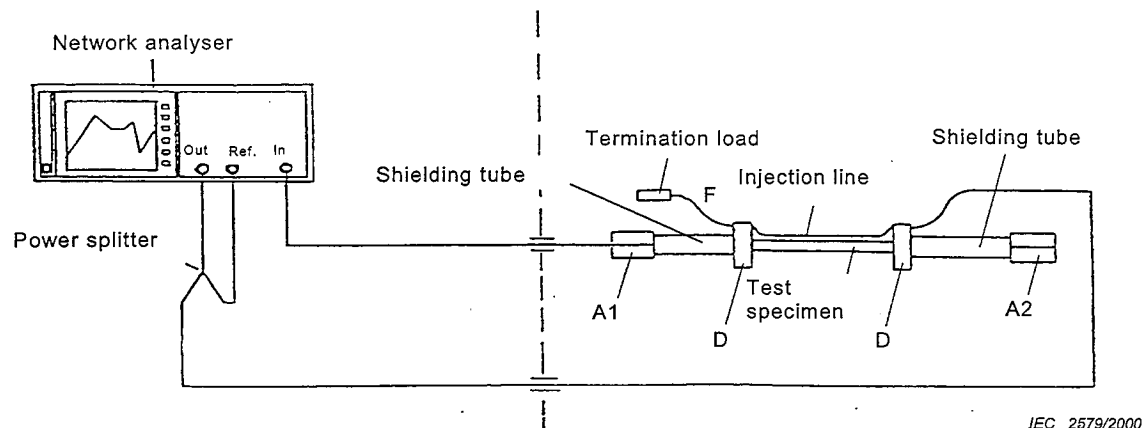 Network analyser
Out Ref. In
Power splitter
Termination load
Shielding tube
F
Injection line
Shielding tube
A1
D
Test
specimen
D
A2
IEC 2579/2000